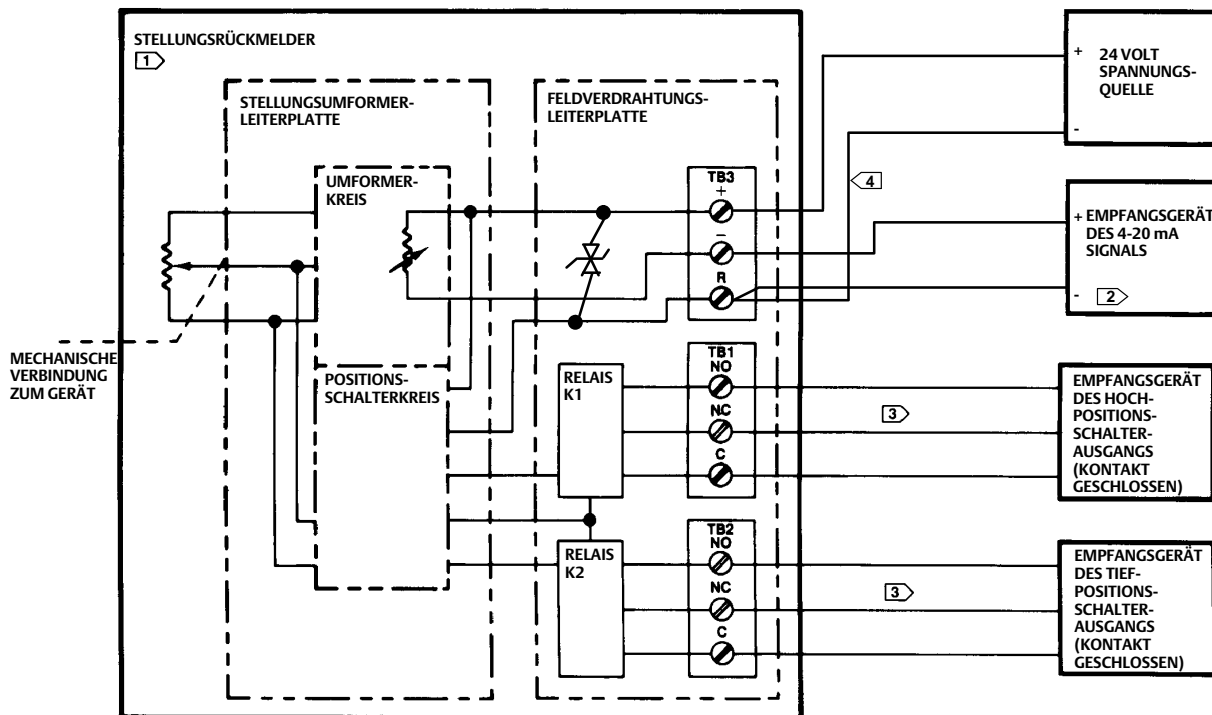 STELLUNGSRÜCKMELDER
1
STELLUNGSUMFORMER-
LEITERPLATTE
FELDVERDRAHTUNGS-
LEITERPLATTE
UMFORMER-
KREIS
POSITIONS-
SCHALTERKREIS
MECHANISCHE
VERBINDUNG
ZUM GERÄT
TB3
+
−
R
RELAIS
K1
TB1
NO
NC
C
RELAIS
K2
TB2
NO
NC
C
4
3
3
+ 24 VOLT
SPANNUNGS-
QUELLE
-
+ EMPFANGSGERÄT
DES 4-20 mA
SIGNALS
- 2
EMPFANGSGERÄT
DES HOCH-
POSITIONS-
SCHALTER-
AUSGANGS
(KONTAKT
GESCHLOSSEN)
EMPFANGSGERÄT
DES TIEF-
POSITIONS-
SCHALTER-
AUSGANGS
(KONTAKT
GESCHLOSSEN)